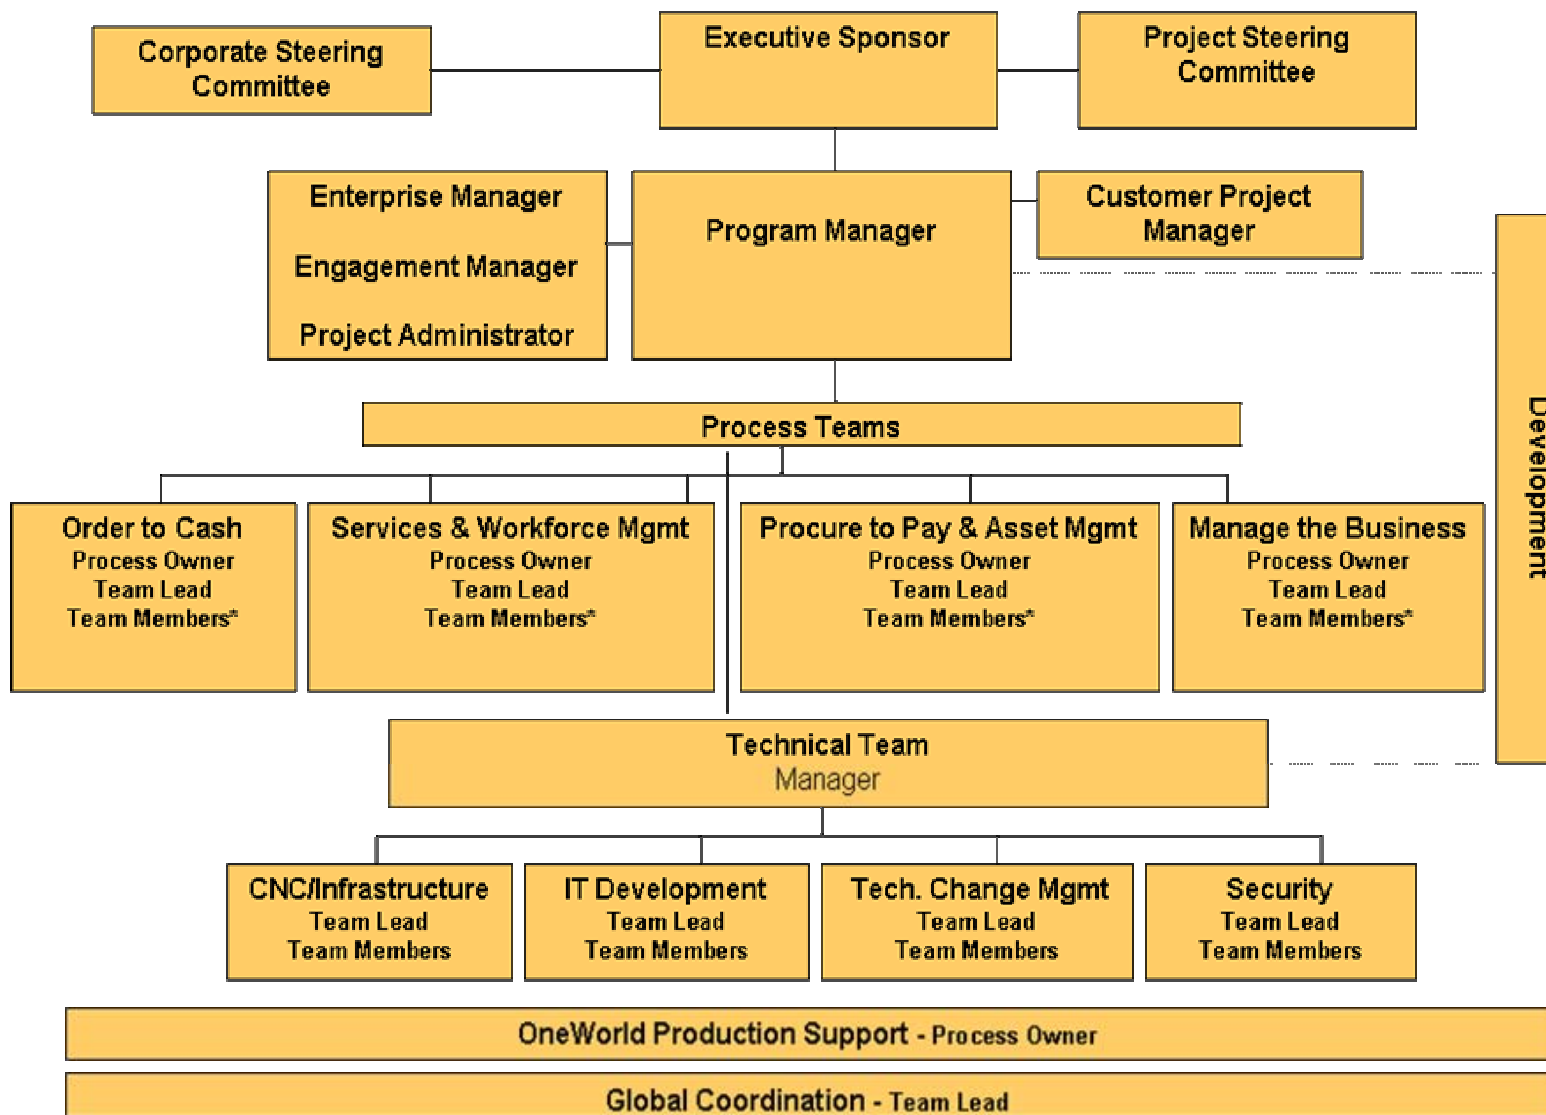 Corporate Steering
Committee
Executive Sponsor
Project Steering
Committee
Enterprise Manager
Engagement Manager
Project Administrator
Program Manager
Customer Project
Manager
Development
Process Teams
Order to Cash
Process Owner
Team Lead
Team Members*
Services & Workforce Mgmt
Process Owner
Team Lead
Team Members*
Procure to Pay & Asset Mgmt
Process Owner
Team Lead
Team Members*
Manage the Business
Process Owner
Team Lead
Team Members*
Technical Team
Manager
CNC/Infrastructure
Team Lead
Team Members
IT Development
Team Lead
Team Members
Tech. Change Mgmt
Team Lead
Team Members
Security
Team Lead
Team Members
OneWorld Production Support - Process Owner
Global Coordination - Team Lead